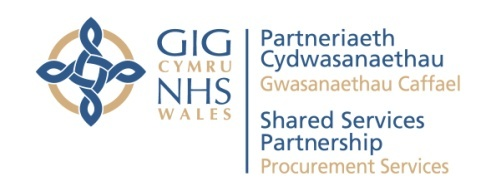 GIG
CYMRU
NHS
WALES
Partneriaeth
Cydwasanaethau
Gwasanaethau Caffael
Shared Services
Partnership
Procurement Services